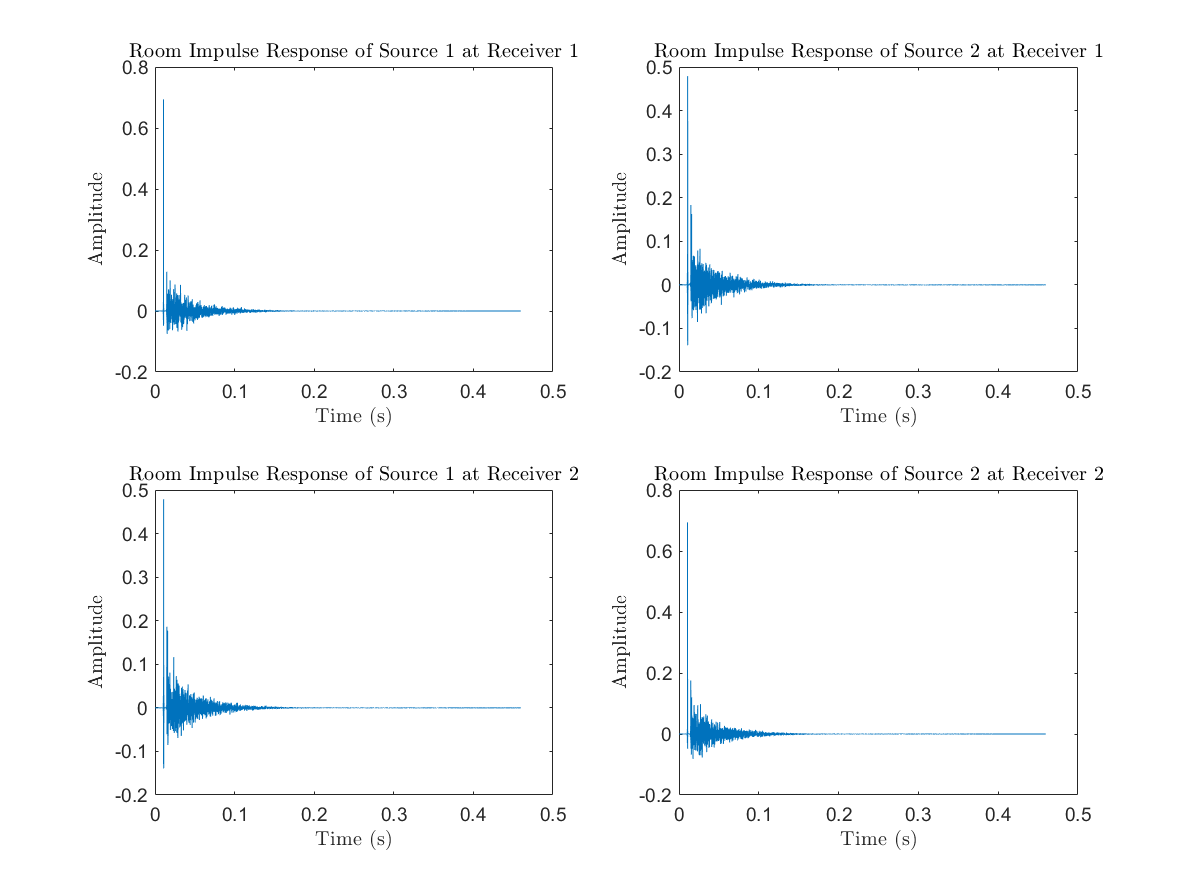 Room Impulse Response of Source 1 at Receiver 1
0.8
0.6
0.4
0.2
0
-0.2
Amplitude
0 0.1 0.2 0.3 0.4 0.5
Time (s)
Room Impulse Response of Source 2 at Receiver 1
0.5
0.4
0.3
0.2
0.1
0
-0.1
-0.2
Amplitude
0 0.1 0.2 0.3 0.4 0.5
Time (s)
Room Impulse Response of Source 1 at Receiver 2
0.5
0.4
0.3
0.2
0.1
0
-0.1
-0.2
Amplitude
0 0.1 0.2 0.3 0.4 0.5
Time (s)
Room Impulse Response of Source 2 at Receiver 2
0.8
0.6
0.4
0.2
0
-0.2
Amplitude
0 0.1 0.2 0.3 0.4 0.5
Time (s)